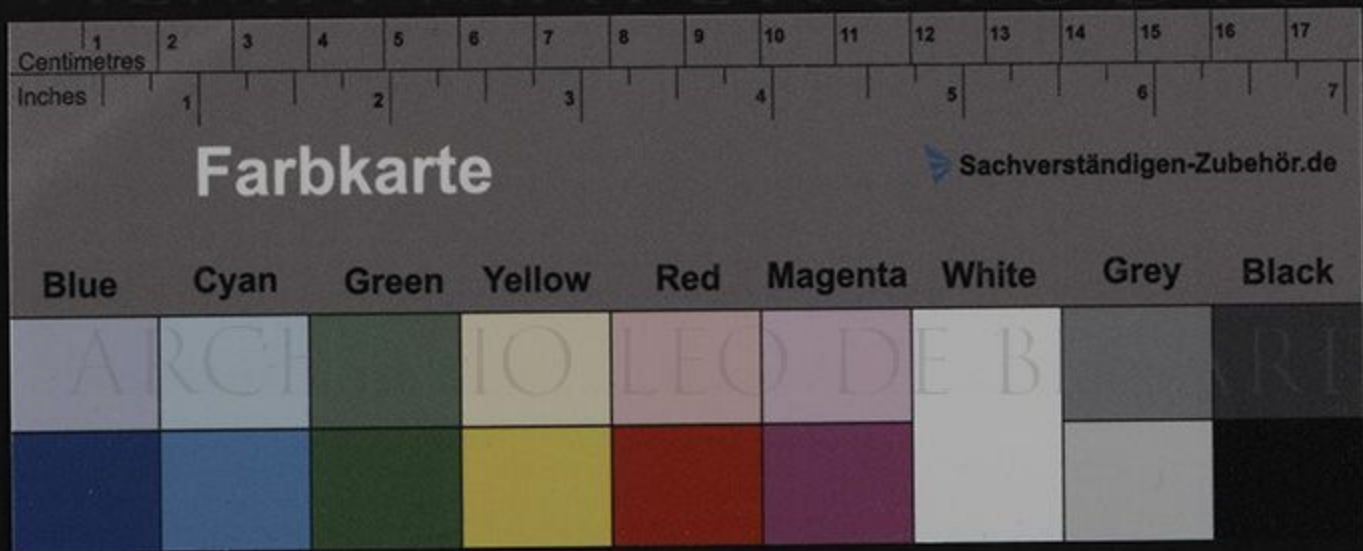 1 2 3 4 5 6 7 8 9 10 11 12 13 14 15 16 17
Centimetres
Inches 1 2 3 4 5 6 7
Farbkarte
Sachverständigen-Zubehör.de
Blue Cyan Green Yellow Red Magenta White Grey Black
LEO DE